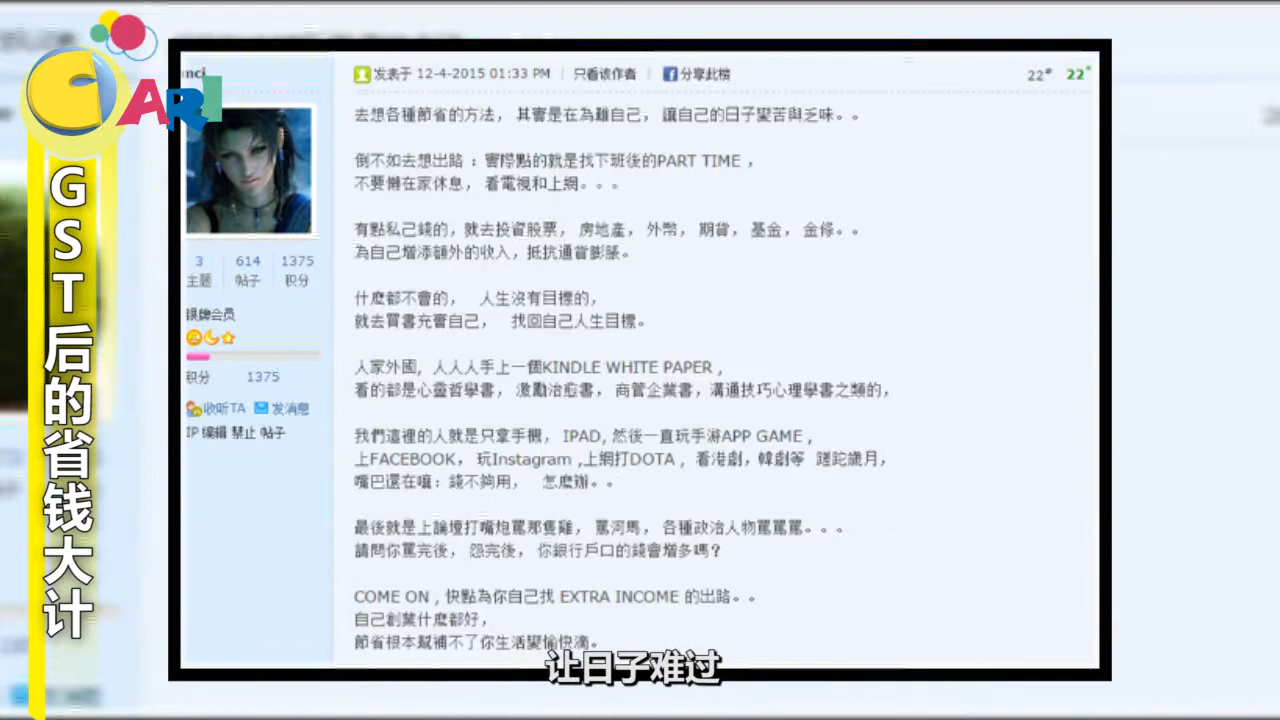 CARI
GST后的省钱大计
mci
3 614 1375
主题 帖子 积分
银牌会员
积分 1375
收听TA 发消息
IP 编辑 禁止 帖子
发表于 12-4-2015 01:33 PM | 只看该作者 | 分享此楼
22# 22#
去想各種節省的方法， 其實是在為難自己， 讓自己的日子變苦與乏味。。
倒不如去想出路 ：實際點的就是找下班後的PART TIME ，
不要懶在家休息， 看電視和上網。。。
有點私己錢的，就去投資股票， 房地產， 外幣， 期貨， 基金， 金條。。
為自己增添額外的收入，抵抗通貨膨脹。
什麼都不會的， 人生沒有目標的，
就去買書充實自己， 找回自己人生目標。
人家外國, 人人人手上一個KINDLE WHITE PAPER ,
看的都是心靈哲學書， 激勵治愈書， 商管企業書，溝通技巧心理學書之類的，
我們這裡的人就是只拿手機， IPAD, 然後一直玩手游APP GAME ,
上FACEBOOK， 玩Instagram ,上網打DOTA , 看港劇，韓劇等 蹉跎歲月，
嘴巴還在嚷：錢不夠用， 怎麼辦。。
最後就是上論壇打嘴炮罵那隻雞， 罵河馬， 各種政治人物罵罵罵。。。
請問你罵完後， 怨完後， 你銀行戶口的錢會增多嗎?
COME ON , 快點為你自己找 EXTRA INCOME 的出路。。
自己創業什麼都好，
節省根本幫補不了你生活變愉快滴。
让日子难过